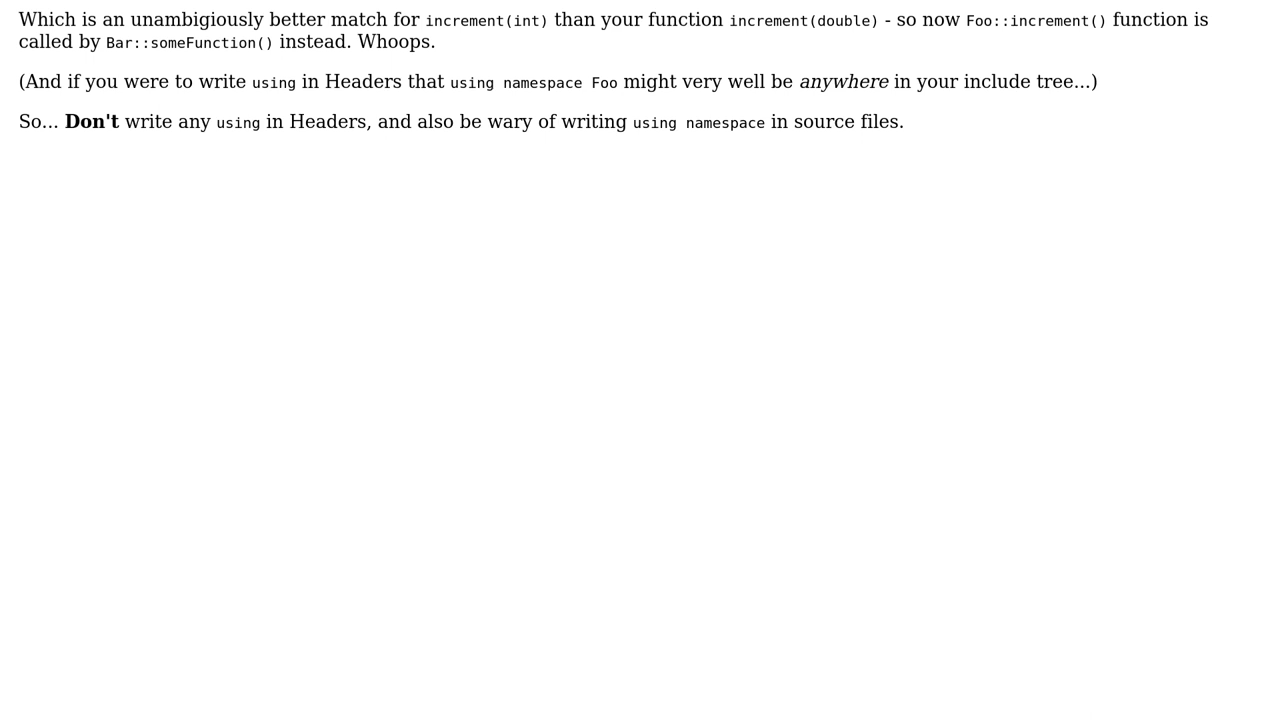 Which is an unambigiously better match for increment(int) than your function increment(double) - so now Foo::increment() function is
called by Bar::someFunction() instead. Whoops.
(And if you were to write using in Headers that using namespace Foo might very well be anywhere in your include tree...)
So... Don't write any using in Headers, and also be wary of writing using namespace in source files.